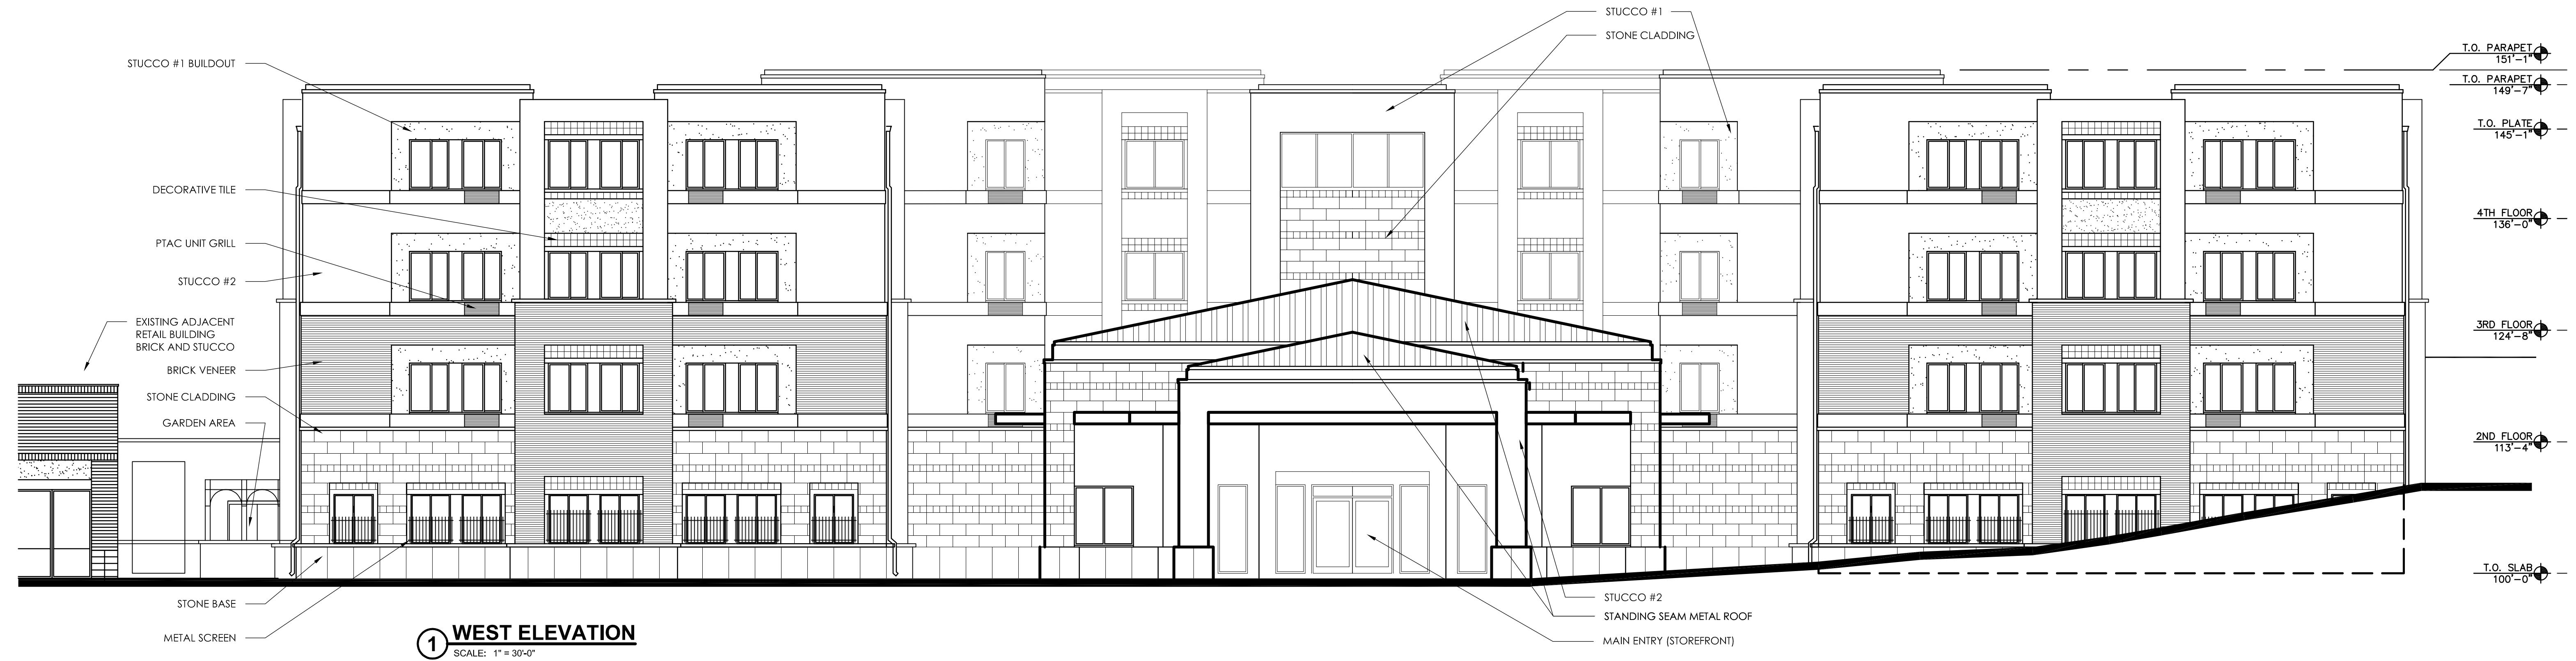 STUCCO #1
STONE CLADDING
STUCCO #1 BUILDOUT
DECORATIVE TILE
PTAC UNIT GRILL
STUCCO #2
EXISTING ADJACENT
RETAIL BUILDING
BRICK AND STUCCO
BRICK VENEER
STONE CLADDING
GARDEN AREA
STONE BASE
METAL SCREEN
T.O. PARAPET
151'-1"
T.O. PARAPET
149'-7"
T.O. PLATE
145'-1"
4TH FLOOR
136'-0"
3RD FLOOR
124'-8"
2ND FLOOR
113'-4"
T.O. SLAB
100'-0"
STUCCO #2
STANDING SEAM METAL ROOF
MAIN ENTRY (STOREFRONT)
1 WEST ELEVATION
SCALE: 1" = 30'-0"